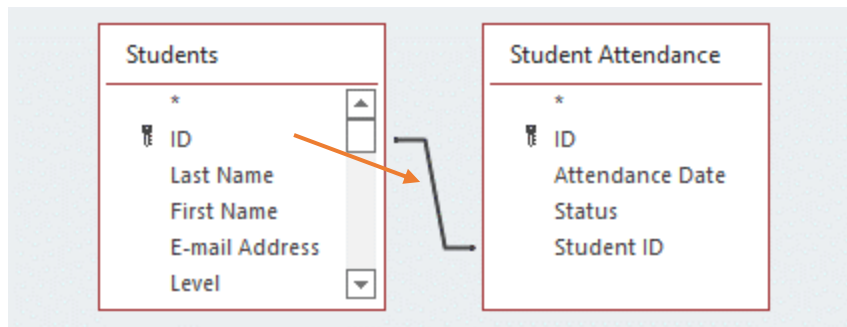 Students
*
ID
Last Name
First Name
E-mail Address
Level
Student Attendance
*
ID
Attendance Date
Status
Student ID